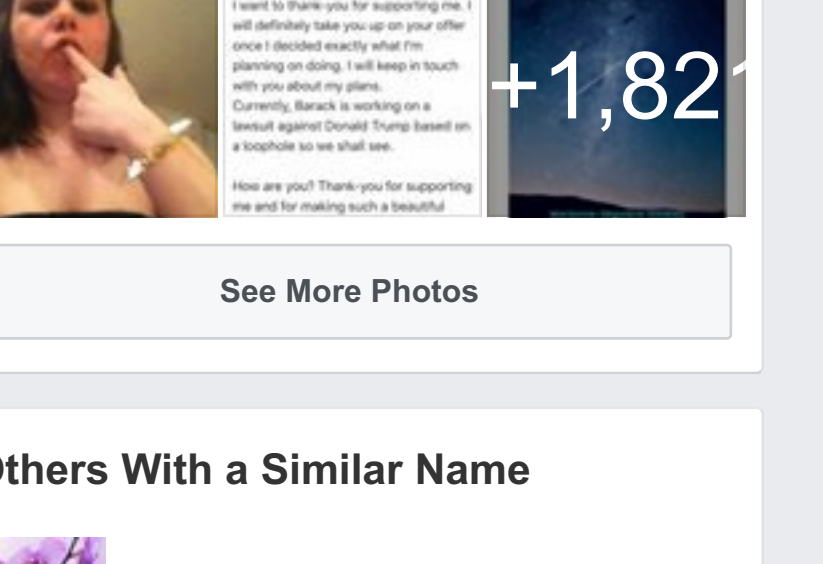 I want to thank-you for supporting me. I
will definitely take you up on your offer
once I decided exactly what I'm
planning on doing. I will keep in touch
with you about my plans.
Currently, Barack is working on a
lawsuit against Donald Trump based on
a loophole so we shall see.
How are you? Thank-you for supporting
me and for making such a beautiful
+1,821
See More Photos
Others With a Similar Name